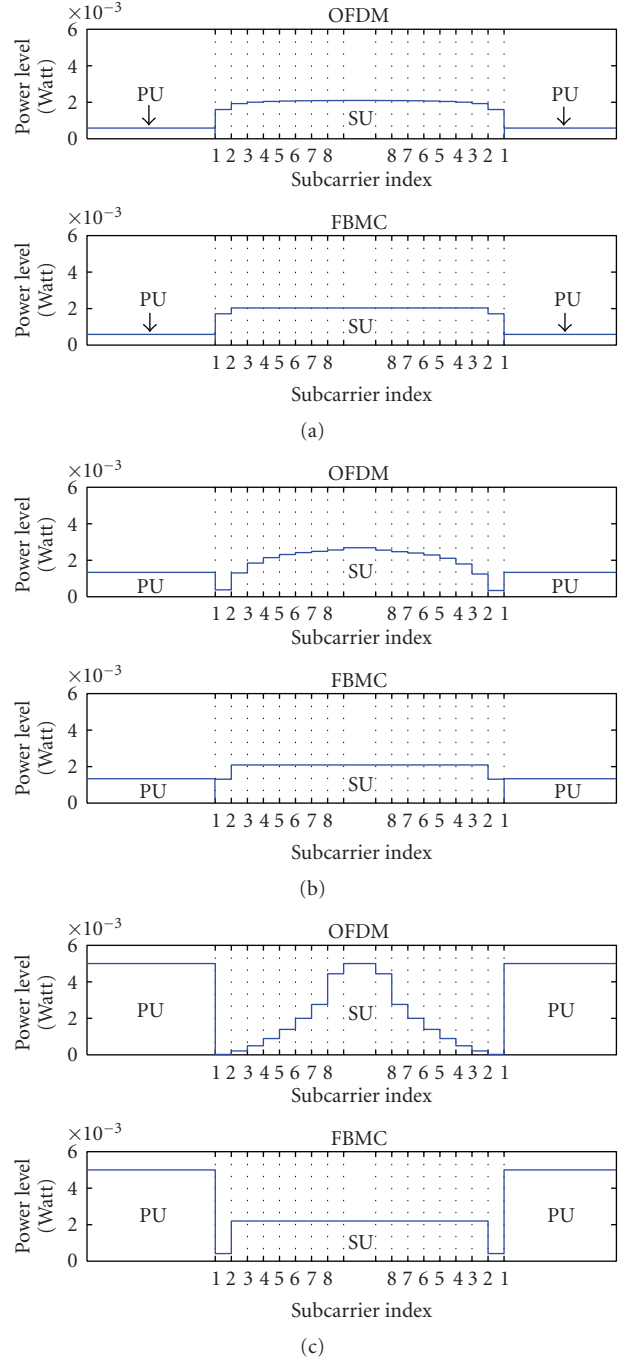 ×10⁻³
OFDM
Power level
(Watt)
6
4
2
0
PU
SU
PU
1 2 3 4 5 6 7 8 8 7 6 5 4 3 2 1
Subcarrier index
×10⁻³
FBMC
Power level
(Watt)
6
4
2
0
PU
SU
PU
1 2 3 4 5 6 7 8 8 7 6 5 4 3 2 1
Subcarrier index
(a)
×10⁻³
OFDM
Power level
(Watt)
6
4
2
0
PU
SU
PU
1 2 3 4 5 6 7 8 8 7 6 5 4 3 2 1
Subcarrier index
×10⁻³
FBMC
Power level
(Watt)
6
4
2
0
PU
SU
PU
1 2 3 4 5 6 7 8 8 7 6 5 4 3 2 1
Subcarrier index
(b)
×10⁻³
OFDM
Power level
(Watt)
6
4
2
0
PU
SU
PU
1 2 3 4 5 6 7 8 8 7 6 5 4 3 2 1
Subcarrier index
×10⁻³
FBMC
Power level
(Watt)
6
4
2
0
PU
SU
PU
1 2 3 4 5 6 7 8 8 7 6 5 4 3 2 1
Subcarrier index
(c)